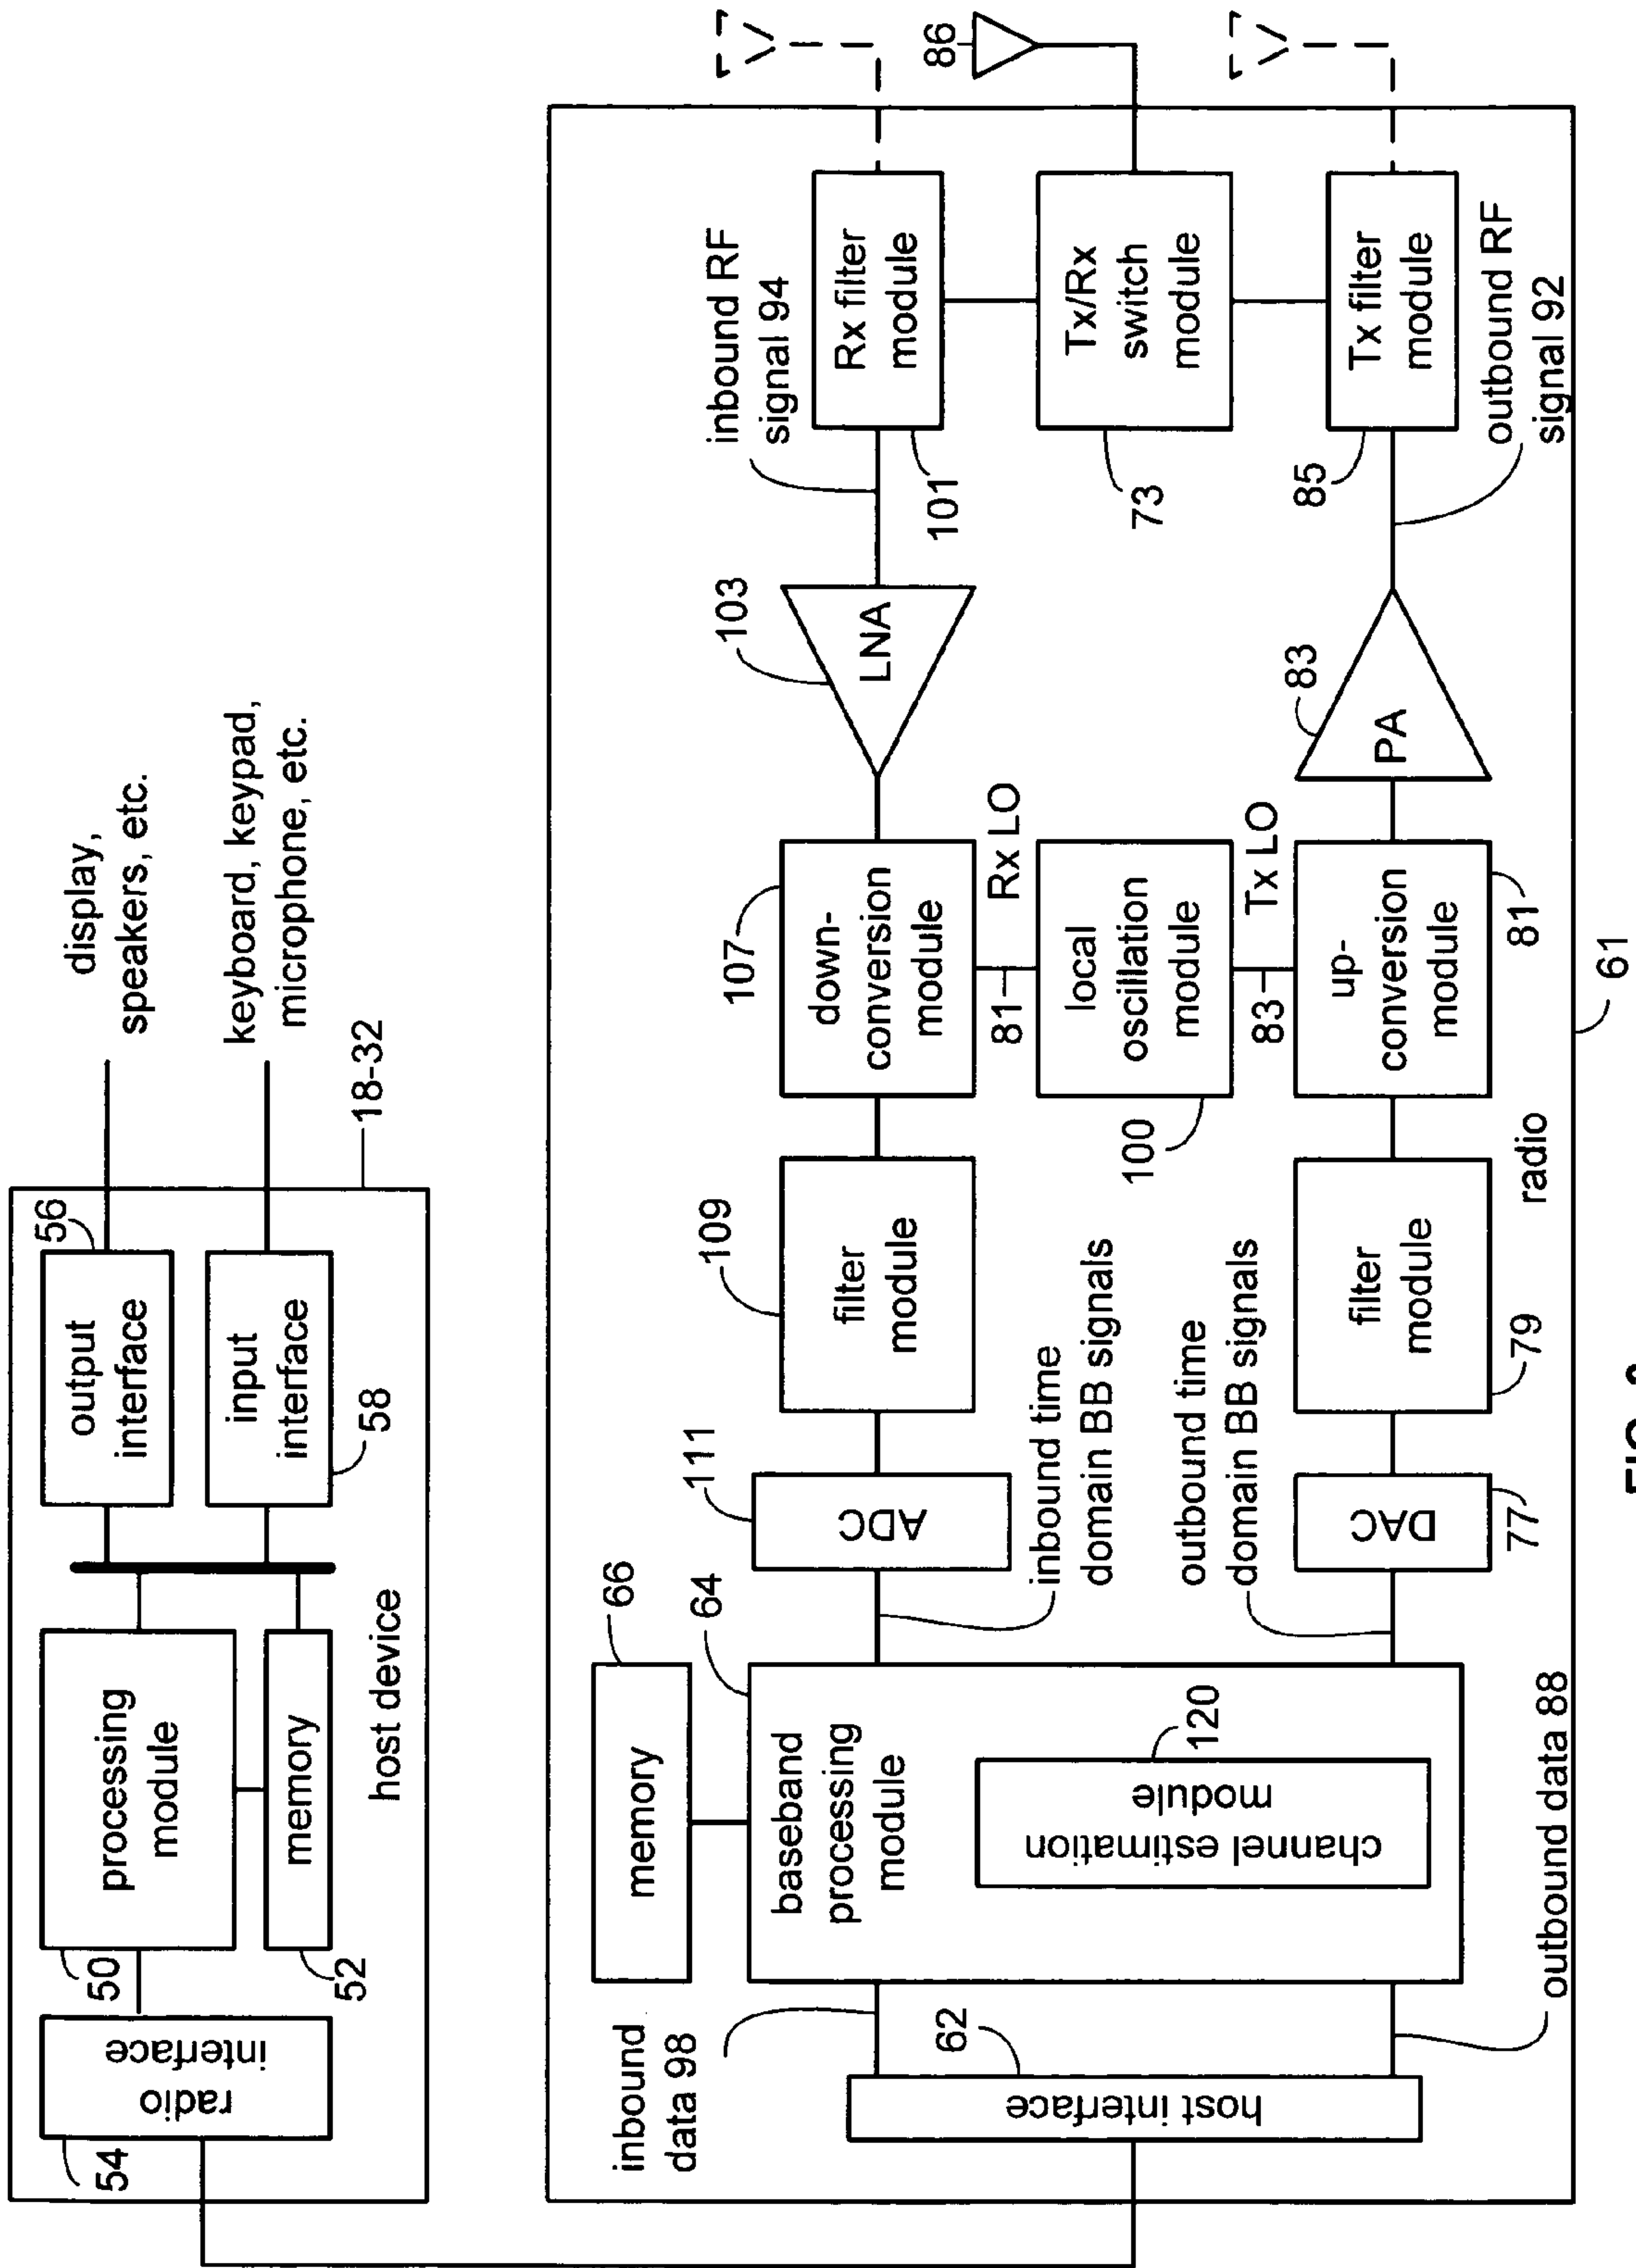 display,
speakers, etc.
keyboard, keypad,
microphone, etc.
18-32
56
output
interface
input
interface
58
processing
module
50
memory
52
host device
radio
interface
54
86
inbound RF
signal 94
Rx filter
module
101
Tx/Rx
switch
module
73
Tx filter
module
85
outbound RF
signal 92
103
LNA
83
PA
107
down-
conversion
module
81
Rx LO
local
oscillation
module
100
83
Tx LO
up-
conversion
module
81
radio
61
109
filter
module
filter
module
79
111
ADC
inbound time
domain BB signals
outbound time
domain BB signals
DAC
77
66
memory
64
baseband
processing
module
120
channel estimation
module
inbound
data 98
62
host interface
outbound data 88
FIG.